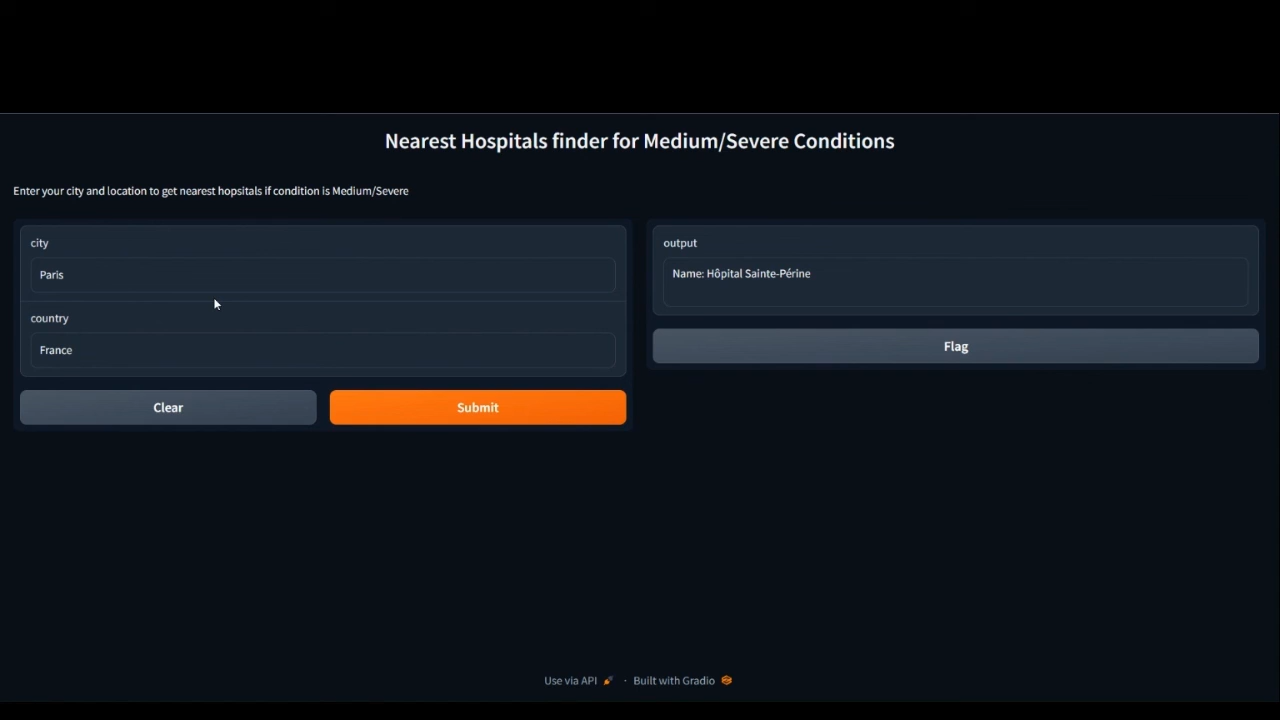 Nearest Hospitals finder for Medium/Severe Conditions
Enter your city and location to get nearest hopsitals if condition is Medium/Severe
city
Paris
country
France
Clear
Submit
output
Name: Hôpital Sainte-Périne
Flag
Use via API · Built with Gradio